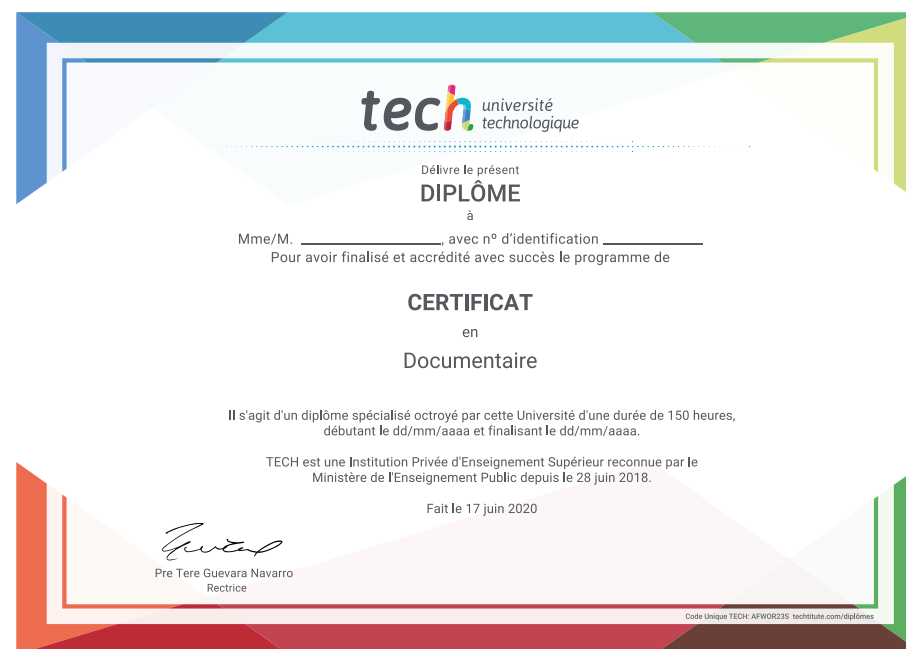 tech université
technologique
Délivre le présent
DIPLÔME
à
Mme/M. ____________________, avec nº d'identification ______________
Pour avoir finalisé et accrédité avec succès le programme de
CERTIFICAT
en
Documentaire
Il s'agit d'un diplôme spécialisé octroyé par cette Université d'une durée de 150 heures,
débutant le dd/mm/aaaa et finalisant le dd/mm/aaaa.
TECH est une Institution Privée d'Enseignement Supérieur reconnue par le
Ministère de l'Enseignement Public depuis le 28 juin 2018.
Fait le 17 juin 2020
Pre Tere Guevara Navarro
Rectrice
Code Unique TECH: AFWOR23S techtitute.com/diplômes